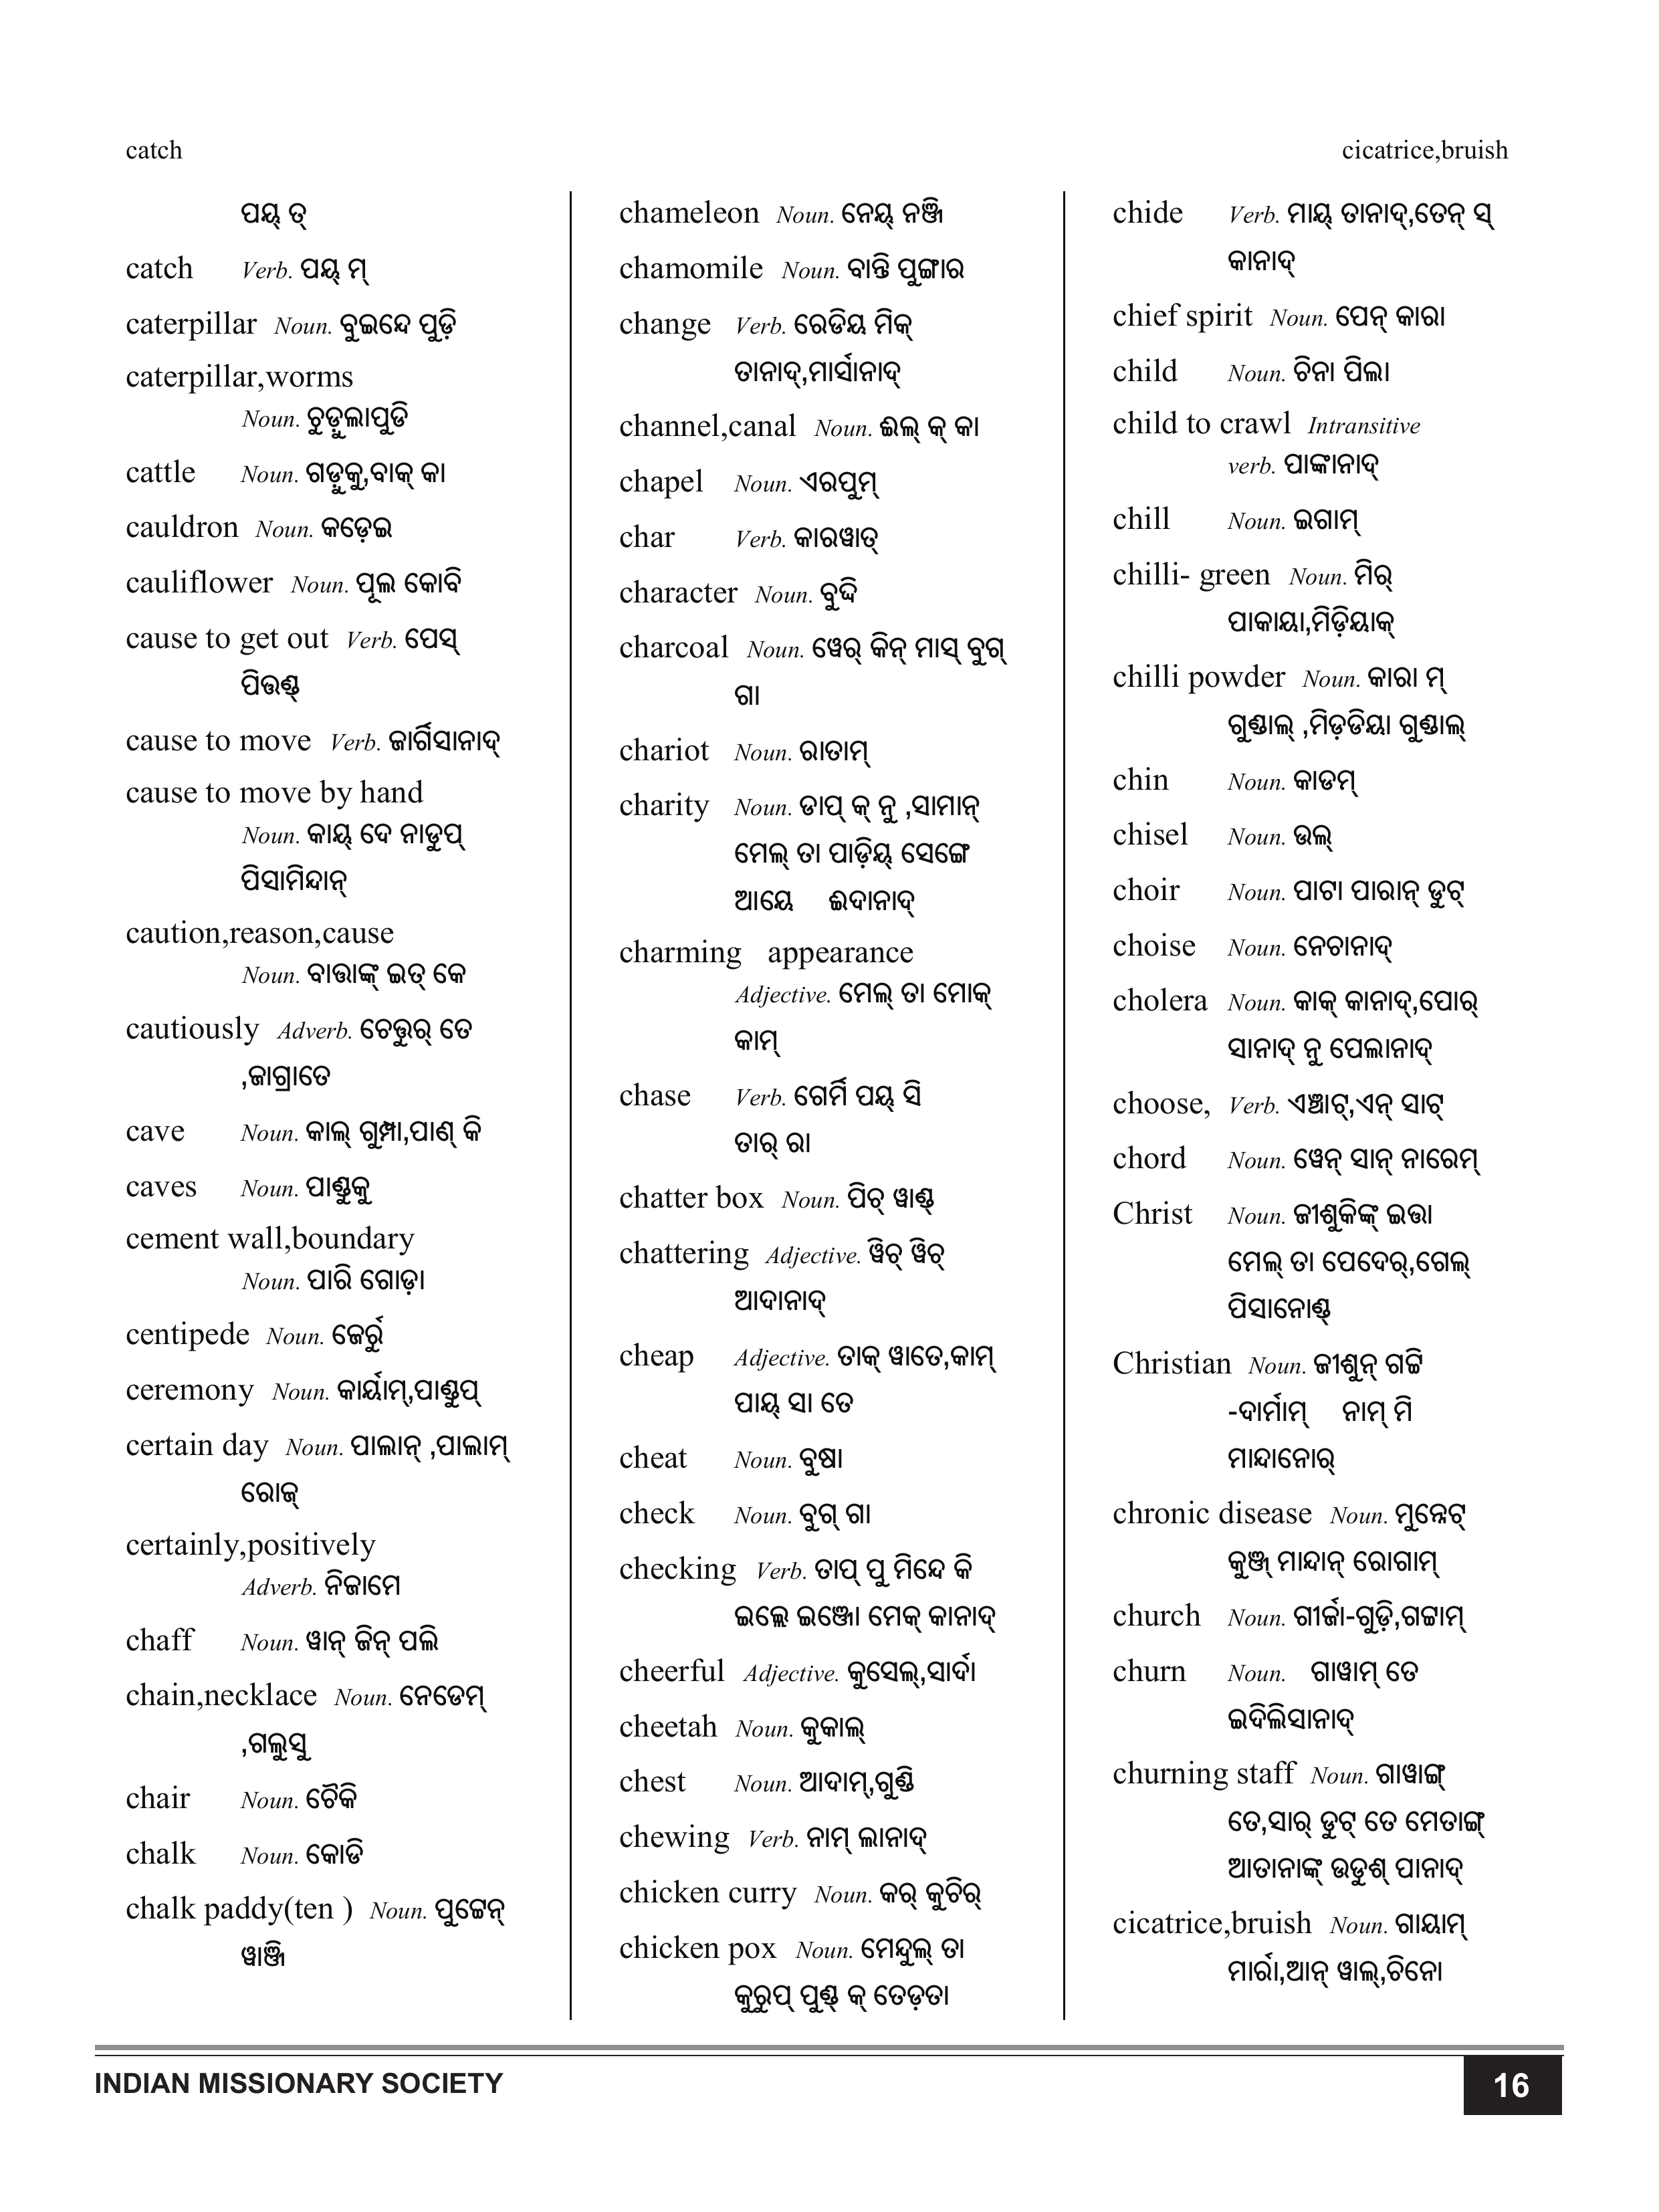 catch
cicatrice,bruish
ପୟ୍ ତ୍
catch Verb. ପୟ୍ ମ୍
caterpillar Noun. ବୁଇନ୍ଦେ ପୁଡ଼ି
caterpillar,worms
Noun. ଚୁଡୁଲାପୁଡି
cattle Noun. ଗଡୁକୁ,ବାକ୍ କା
cauldron Noun. କଡ଼େଇ
cauliflower Noun. ପୂଲ କୋବି
cause to get out Verb. ପେସ୍
ପିଉଣ୍ଡ୍
cause to move Verb. ଜାର୍ଗିସାନାଦ୍
cause to move by hand
Noun. କାୟ୍ ଦେ ନାଡୁପ୍
ପିସାମିନ୍ଦାନ୍
caution,reason,cause
Noun. ବାତ୍ତାଙ୍କ୍ ଇତ୍ କେ
cautiously Adverb. ଚେତ୍ତୁର୍ ତେ
,ଜାଗ୍ରାତେ
cave Noun. କାଲ୍ ଗୁମ୍ପା,ପାଣ୍ କି
caves Noun. ପାଣ୍ଡୁକୁ
cement wall,boundary
Noun. ପାରି ଗୋଡ଼ା
centipede Noun. ଜେର୍ରୁ
ceremony Noun. କାର୍ୟାମ୍,ପାଣ୍ଡୁପ୍
certain day Noun. ପାଲାନ୍ ,ପାଲାମ୍
ରୋଜ୍
certainly,positively
Adverb. ନିଜାମେ
chaff Noun. ୱାନ୍ ଜିନ୍ ପଲି
chain,necklace Noun. ନେଡେମ୍
,ଗଲୁସୁ
chair Noun. ଚୈକି
chalk Noun. କୋଡି
chalk paddy(ten ) Noun. ପୁଟ୍ଟେନ୍
ୱାଞ୍ଜି
chameleon Noun. ନେୟ୍ ନଞ୍ଜି
chamomile Noun. ବାନ୍ତି ପୁଙ୍ଗାର
change Verb. ରେଡିୟ ମିକ୍
ତାନାଦ୍,ମାର୍ସାନାଦ୍
channel,canal Noun. ଈଲ୍ କ୍ କା
chapel Noun. ଏରପୁମ୍
char Verb. କାରୱାତ୍
character Noun. ବୁଦ୍ଦି
charcoal Noun. ୱେର୍ କିନ୍ ମାସ୍ ବୁଗ୍
ଗା
chariot Noun. ରାତାମ୍
charity Noun. ଡାପ୍ କ୍ ନୁ ,ସାମାନ୍
ମେଲ୍ ତା ପାଡ଼ିୟ୍ ସେଙ୍ଗେ
ଆୟେ ଈଦାନାଦ୍
charming appearance
Adjective. ମେଲ୍ ତା ମୋକ୍
କାମ୍
chase Verb. ଗେର୍ମି ପୟ୍ ସି
ତାର୍ ରା
chatter box Noun. ପିଚ୍ ୱାଣ୍ଡ୍
chattering Adjective. ୱିଚ୍ ୱିଚ୍
ଆଦାନାଦ୍
cheap Adjective. ତାକ୍ ୱାତେ,କାମ୍
ପାୟ୍ ସା ତେ
cheat Noun. ବୁଷା
check Noun. ବୁଗ୍ ଗା
checking Verb. ତାପ୍ ପୁ ମିନ୍ଦେ କି
ଇଲ୍ଲେ ଇଞ୍ଜୋ ମେକ୍ କାନାଦ୍
cheerful Adjective. କୁସେଲ୍,ସାର୍ଦା
cheetah Noun. କୁକାଲ୍
chest Noun. ଆଦାମ୍,ଗୁଣ୍ଡି
chewing Verb. ନାମ୍ ଲାନାଦ୍
chicken curry Noun. କର୍ କୁଚିର୍
chicken pox Noun. ମେନ୍ଦୁଲ୍ ତା
କୁରୁପ୍ ପୁଣ୍ଡ୍ କ୍ ତେଡ଼ତା
chide Verb. ମାୟ୍ ତାନାଦ୍,ତେନ୍ ସ୍
କାନାଦ୍
chief spirit Noun. ପେନ୍ କାରା
child Noun. ଚିନା ପିଲା
child to crawl Intransitive
verb. ପାଙ୍କାନାଦ୍
chill Noun. ଇଗାମ୍
chilli- green Noun. ମିର୍
ପାକାୟା,ମିଡ଼ିୟାକ୍
chilli powder Noun. କାରା ମ୍
ଗୁଣ୍ଡାଲ୍ ,ମିଡ଼ଡିୟା ଗୁଣ୍ଡାଲ୍
chin Noun. କାଡମ୍
chisel Noun. ଉଲ୍
choir Noun. ପାଟା ପାରାନ୍ ଡୁଟ୍
choise Noun. ନେଚାନାଦ୍
cholera Noun. କାକ୍ କାନାଦ୍,ପୋର୍
ସାନାଦ୍ ନୁ ପେଲାନାଦ୍
choose, Verb. ଏଞ୍ଚାଟ୍,ଏନ୍ ସାଟ୍
chord Noun. ୱେନ୍ ସାନ୍ ନାରେମ୍
Christ Noun. ଜୀଶୁକିଙ୍କ୍ ଇତ୍ତା
ମେଲ୍ ତା ପେଦେର୍,ଗେଲ୍
ପିସାନୋଣ୍ଡ୍
Christian Noun. ଜୀଶୁନ୍ ଗଟ୍ଟି
-ଦାର୍ମାମ୍ ନାମ୍ ମି
ମାନ୍ଦାନୋର୍
chronic disease Noun. ମୁନ୍ନେଟ୍
କୁଞ୍ଜ୍ ମାନ୍ଦାନ୍ ରୋଗାମ୍
church Noun. ଗୀର୍ଜା-ଗୁଡ଼ି,ଗଟ୍ଟାମ୍
churn Noun. ଗାୱାମ୍ ତେ
ଇଦିଲିସାନାଦ୍
churning staff Noun. ଗାୱାଙ୍ଗ୍
ତେ,ସାର୍ ଡୁଟ୍ ତେ ମେତାଙ୍ଗ୍
ଆତାନାଙ୍କ୍ ଉଡୁଶ୍ ପାନାଦ୍
cicatrice,bruish Noun. ଗାୟାମ୍
ମାର୍ରା,ଆନ୍ ୱାଲ୍,ଚିନୋ
INDIAN MISSIONARY SOCIETY
16